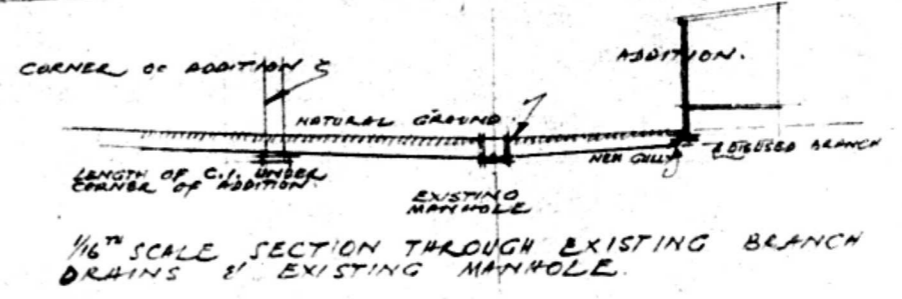 CORNER OF ADDITION
ADDITION.
NATURAL GROUND
NEW GULLY
DISUSED BRANCH
LENGTH OF C.I. UNDER
CORNER OF ADDITION.
EXISTING
MANHOLE
1/16TH SCALE SECTION THROUGH EXISTING BRANCH
DRAINS & EXISTING MANHOLE.